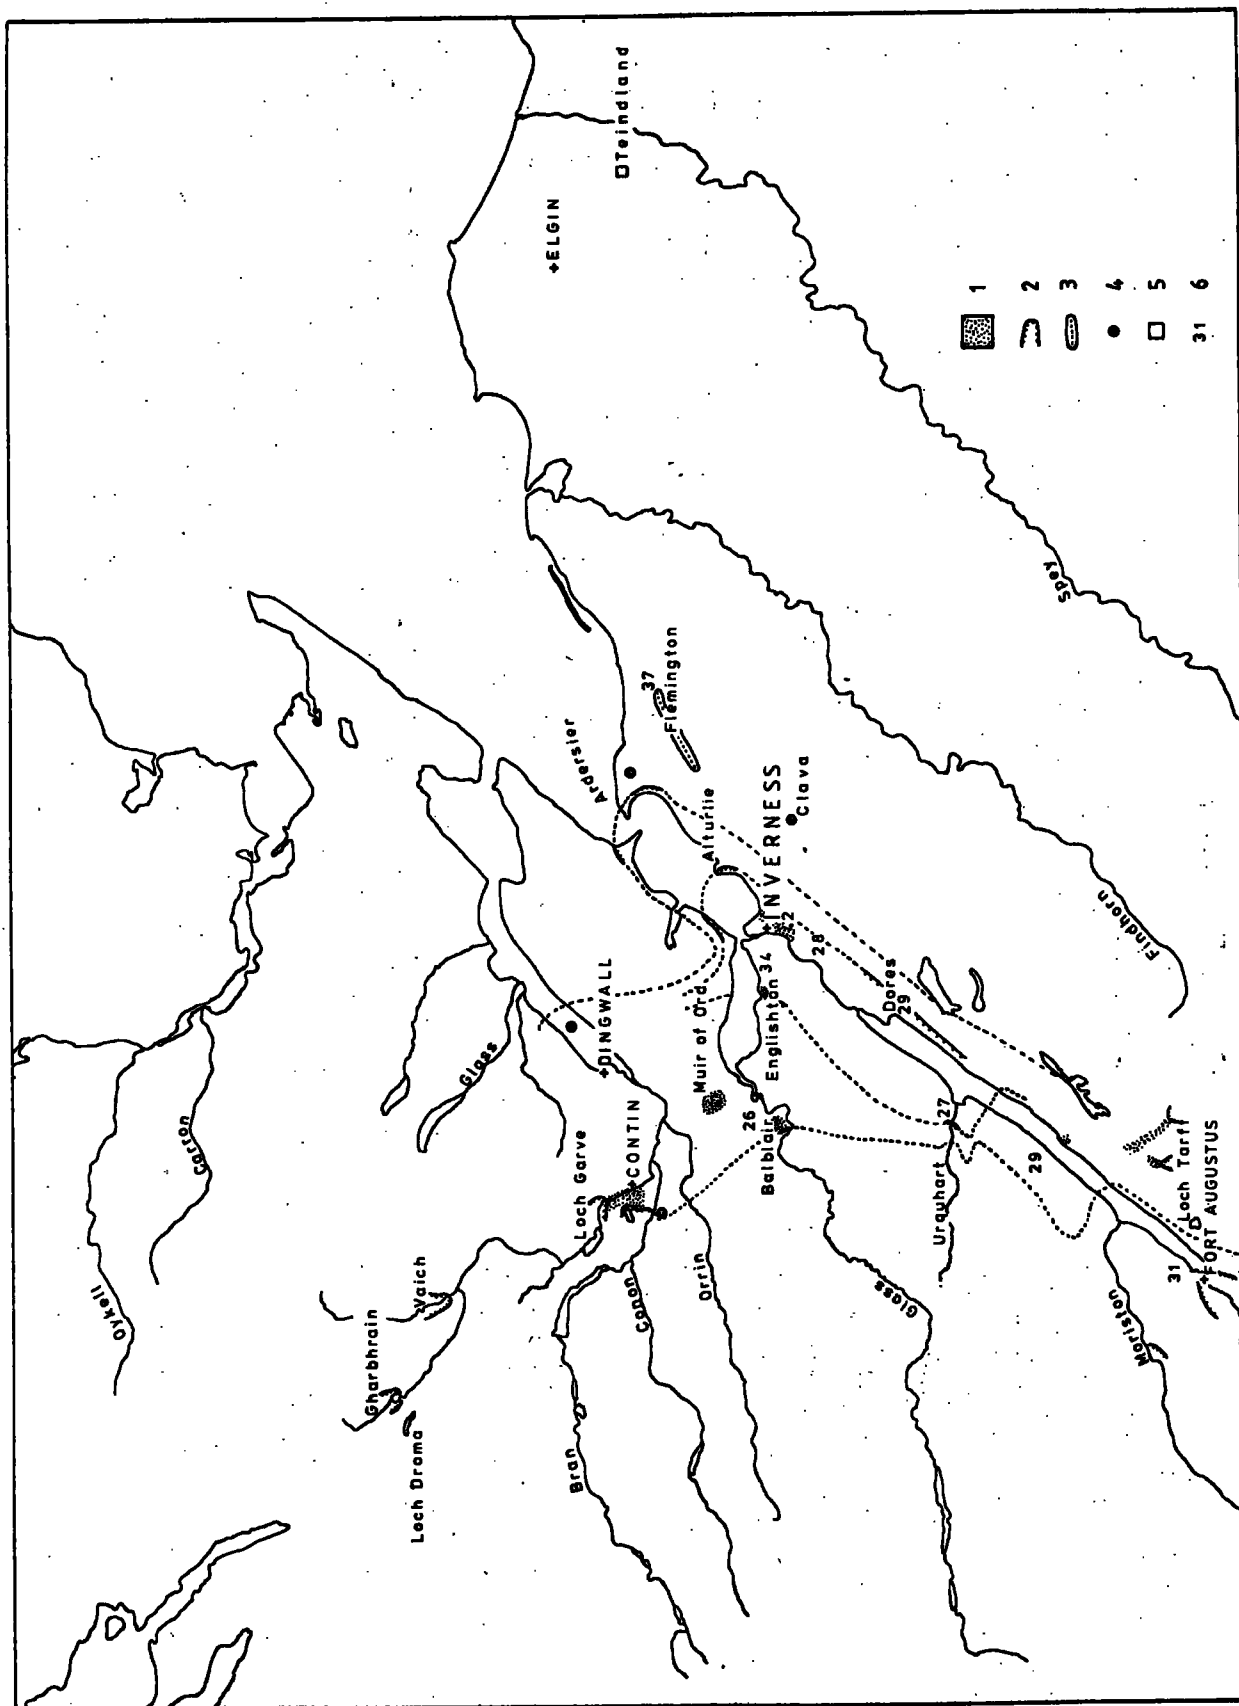 Oykell
Carron
Gharbhrain
Vaich
Loch Droma
Glass
Loch Garve
+CONTIN
+DINGWALL
Bran
Conon
Orrin
Muir of Ord
26
Balblair
Englishton 34
Glass
Urquhart
27
29
Moriston
31
+FORT AUGUSTUS
Loch Tarff
Dores
29
28
22
+INVERNESS
Clava
Alturlie
Ardersier
37
Flemington
Findhorn
Spey
+ELGIN
Teindland
1
2
3
4
5
31 6